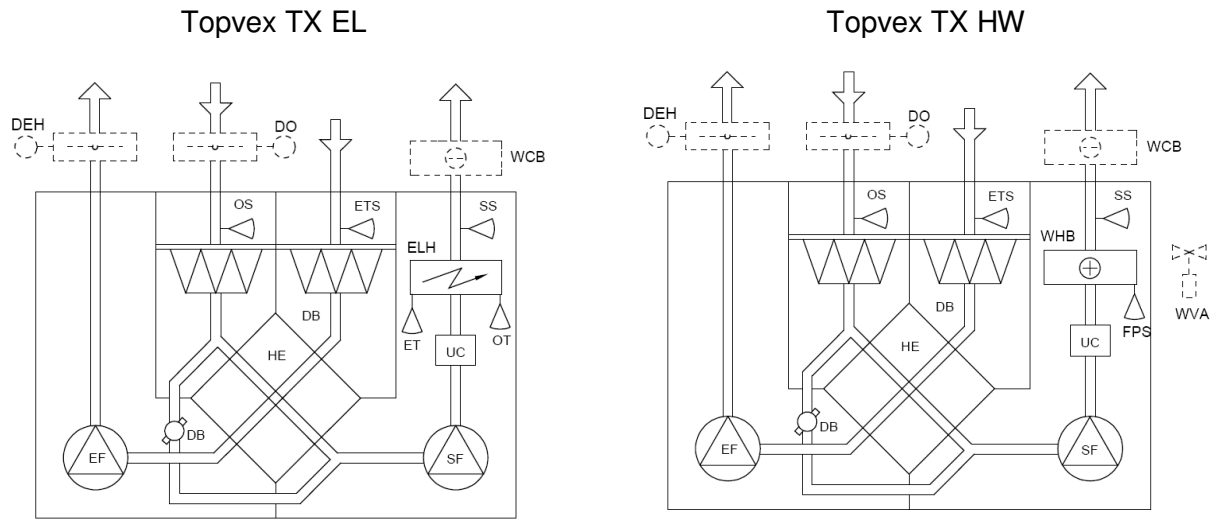 Topvex TX EL
DEH
DO
WCB
OS
ETS
SS
ELH
DB
ET
OT
HE
UC
DB
EF
SF
Topvex TX HW
DEH
DO
WCB
OS
ETS
SS
WHB
DB
FPS
WVA
HE
UC
DB
EF
SF